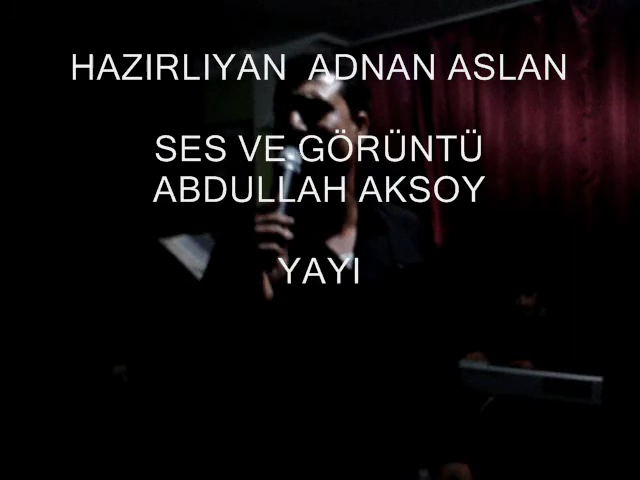 HAZIRLIYAN ADNAN ASLAN
SES VE GÖRÜNTÜ
ABDULLAH AKSOY
YAYI